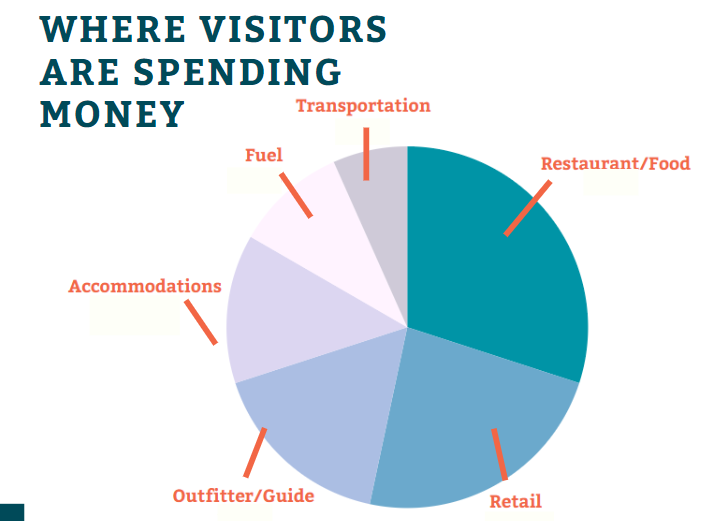 WHERE VISITORS
ARE SPENDING
MONEY
Transportation
Fuel
Restaurant/Food
Accommodations
Outfitter/Guide
Retail